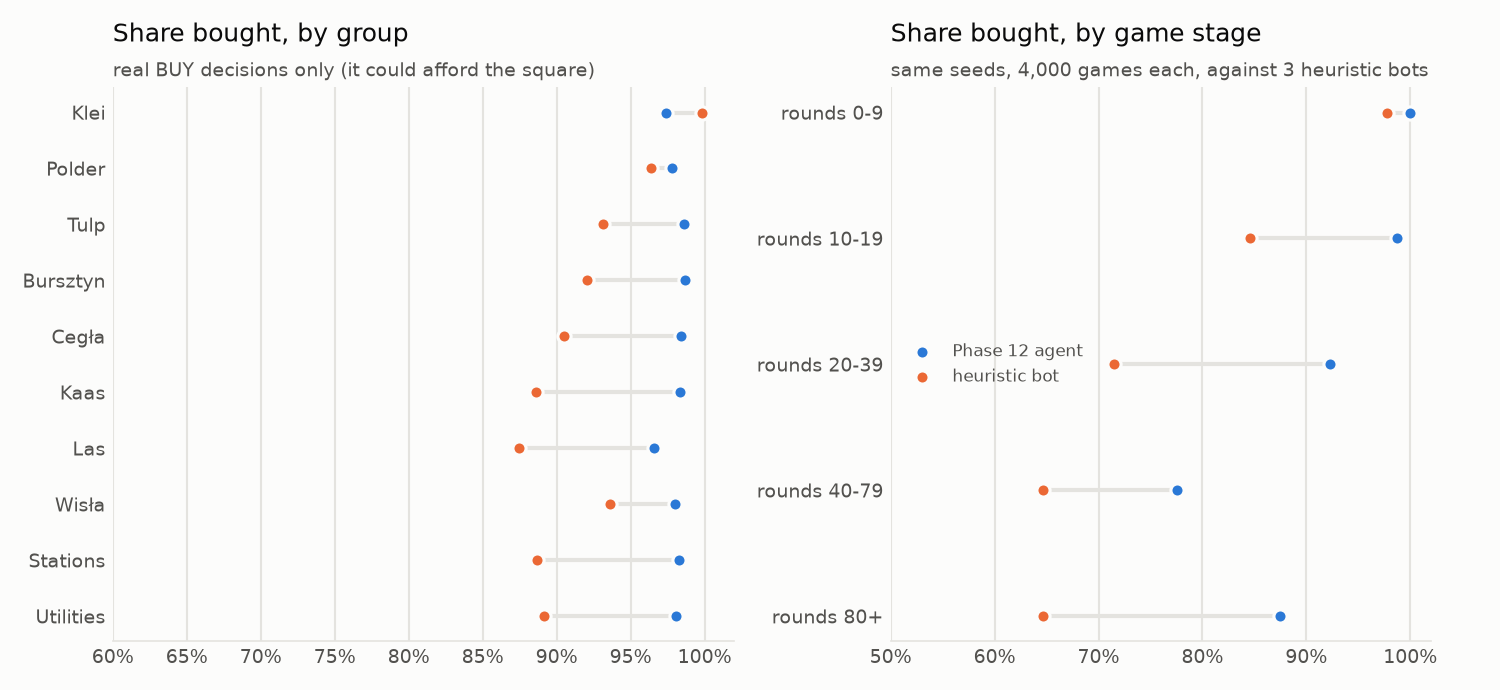 Share bought, by group
real BUY decisions only (it could afford the square)
Klei
Polder
Tulp
Bursztyn
Cegła
Kaas
Las
Wisła
Stations
Utilities
60% 65% 70% 75% 80% 85% 90% 95% 100%
Share bought, by game stage
same seeds, 4,000 games each, against 3 heuristic bots
rounds 0-9
rounds 10-19
rounds 20-39
rounds 40-79
rounds 80+
Phase 12 agent
heuristic bot
50% 60% 70% 80% 90% 100%